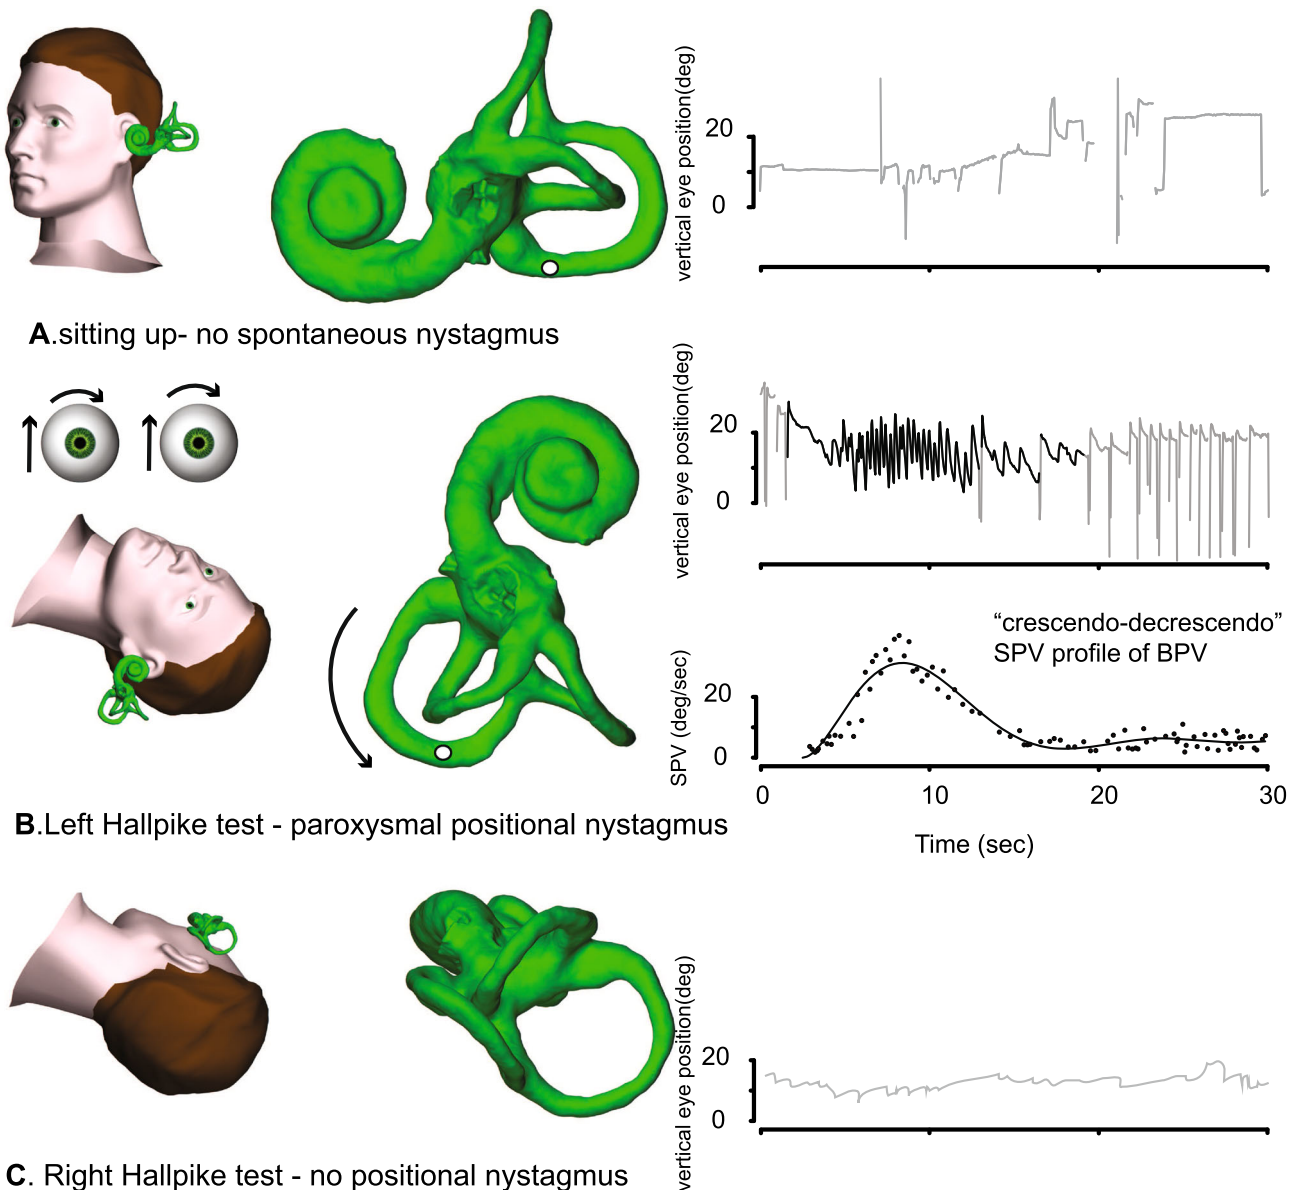 vertical eye position(deg)
20
0
A.sitting up- no spontaneous nystagmus
vertical eye position(deg)
20
0
“crescendo-decrescendo”
SPV profile of BPV
SPV (deg/sec)
20
0
0
10
20
30
Time (sec)
B.Left Hallpike test - paroxysmal positional nystagmus
vertical eye position(deg)
20
0
C. Right Hallpike test - no positional nystagmus